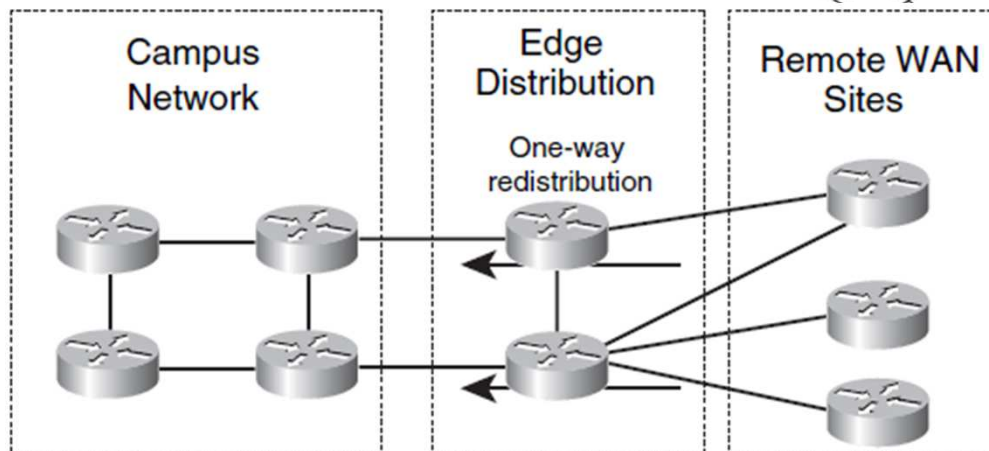 Campus
Network
Edge
Distribution
One-way
redistribution
Remote WAN
Sites